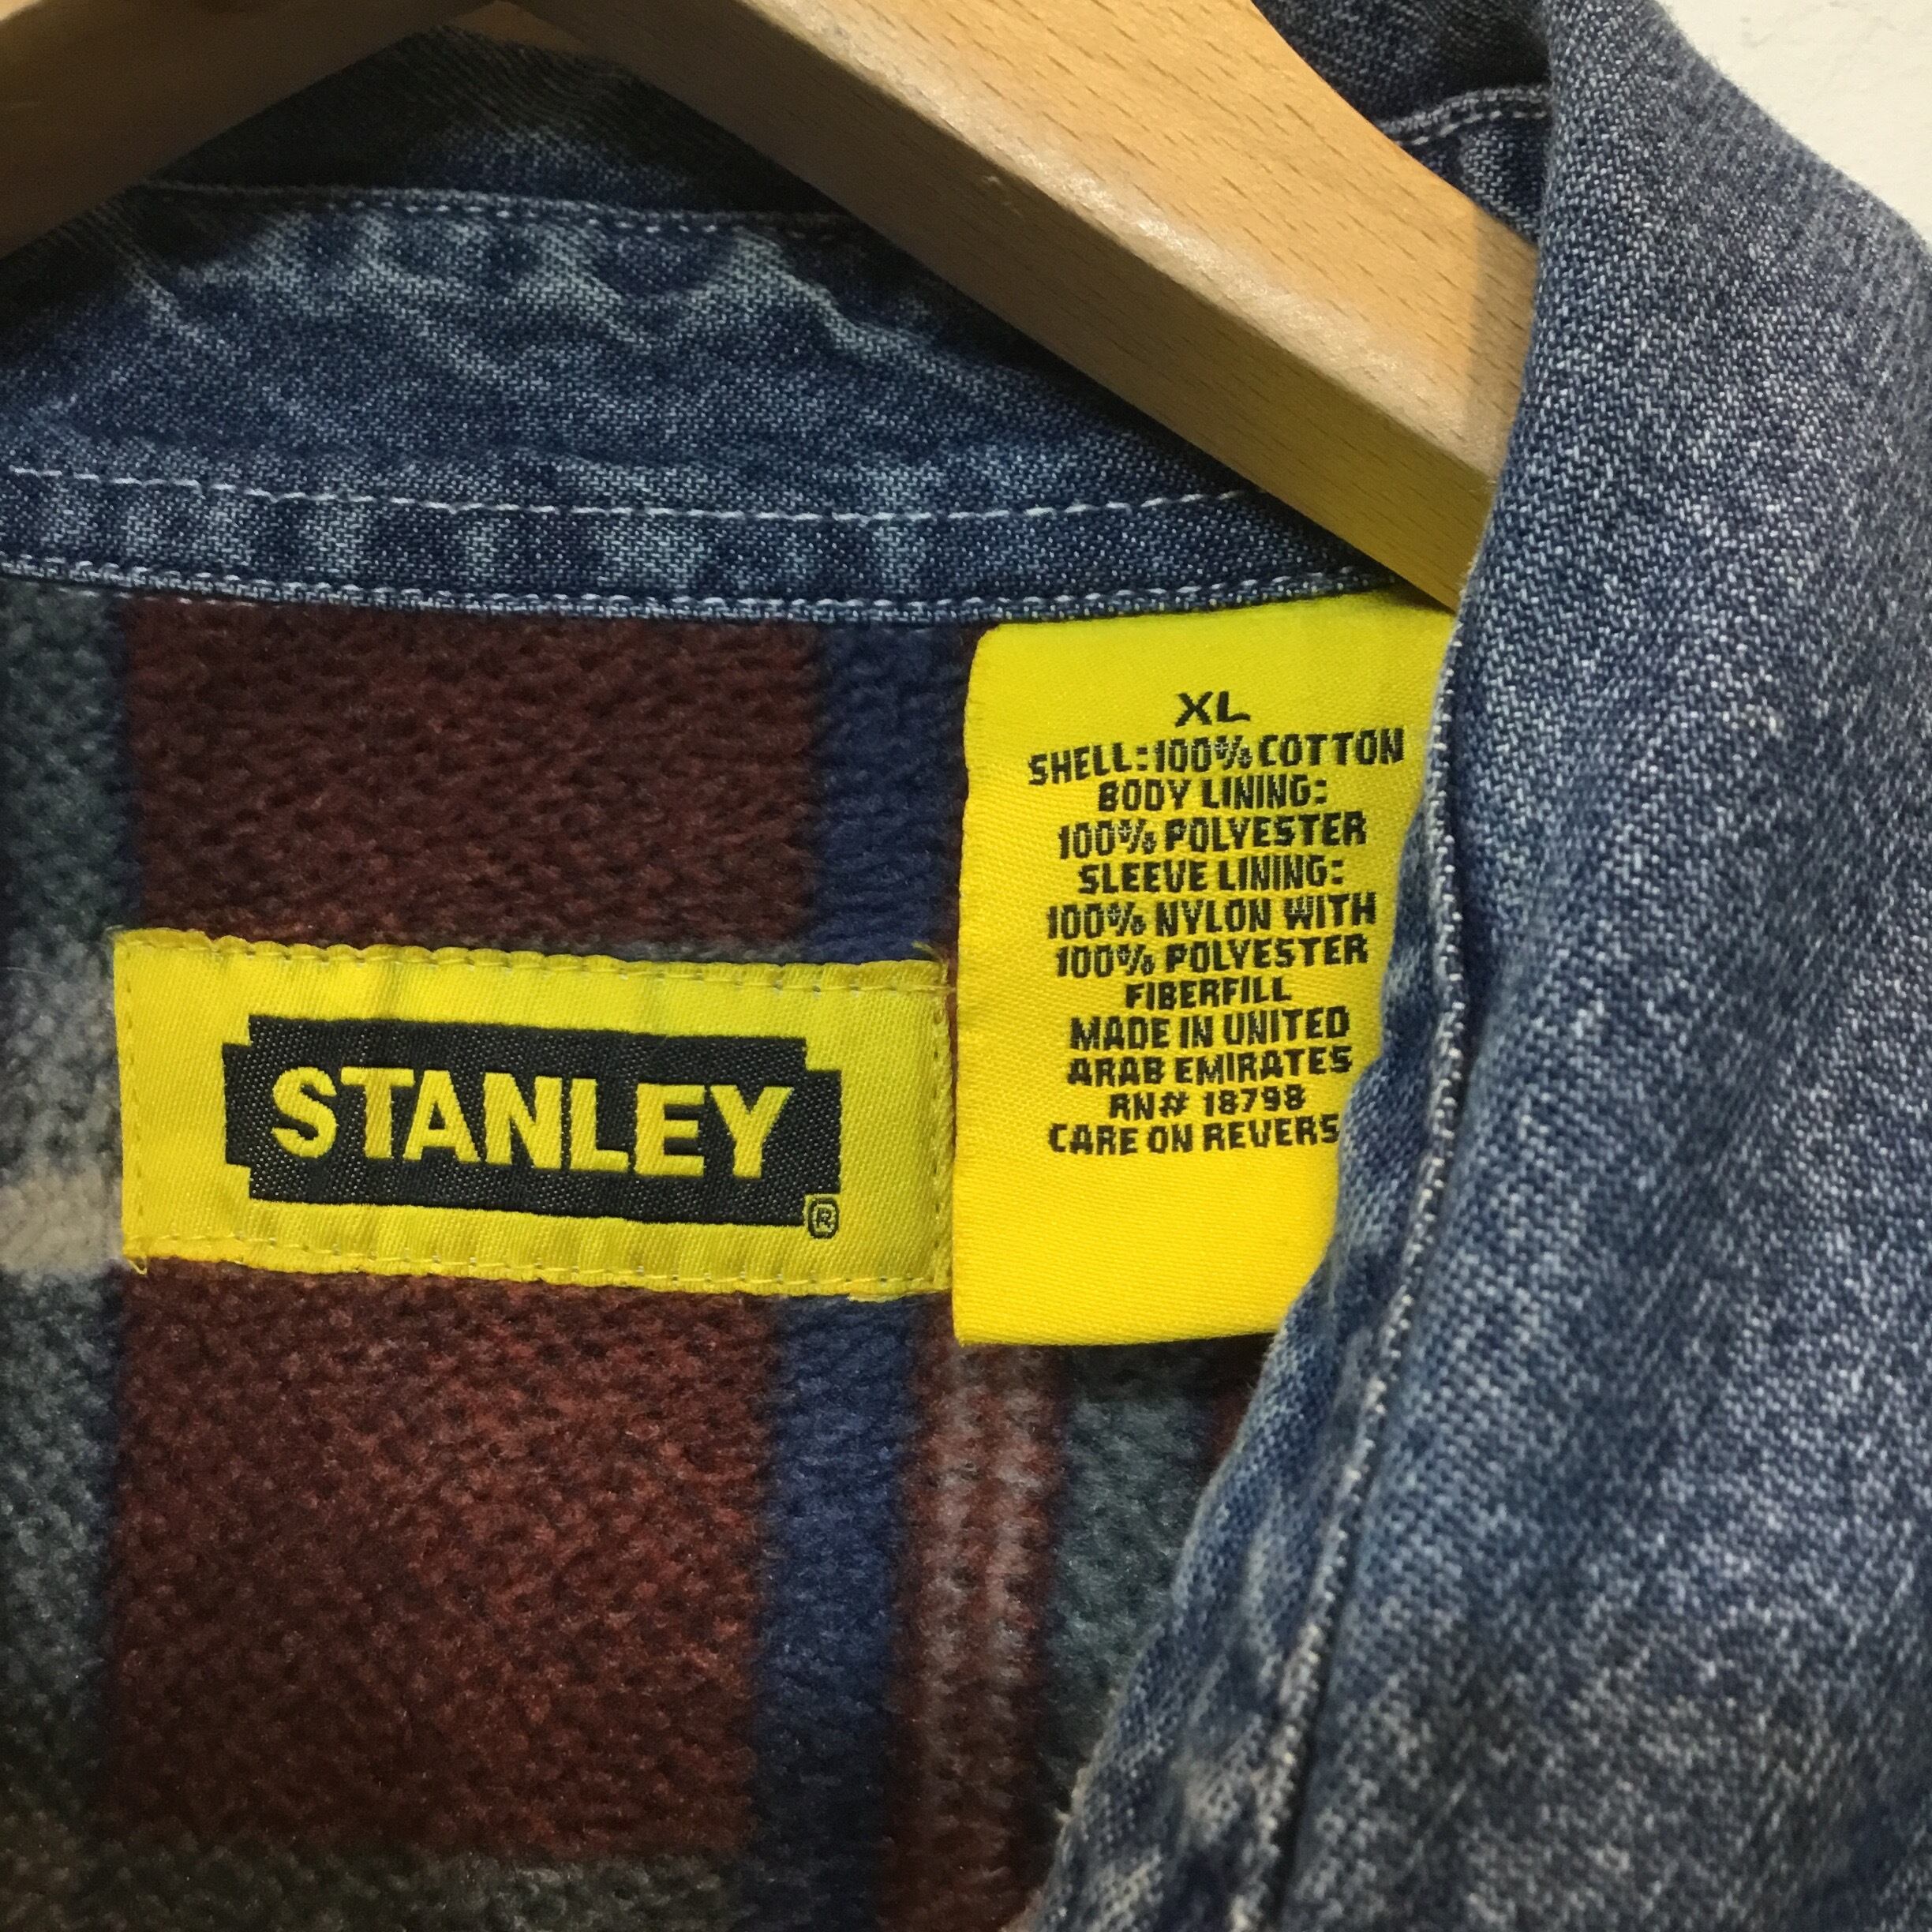 STANLEY
®
XL
SHELL:100% COTTON
BODY LINING:
100% POLYESTER
SLEEVE LINING:
100% NYLON WITH
100% POLYESTER
FIBERFILL
MADE IN UNITED
ARAB EMIRATES
RN# 18798
CARE ON REVERS